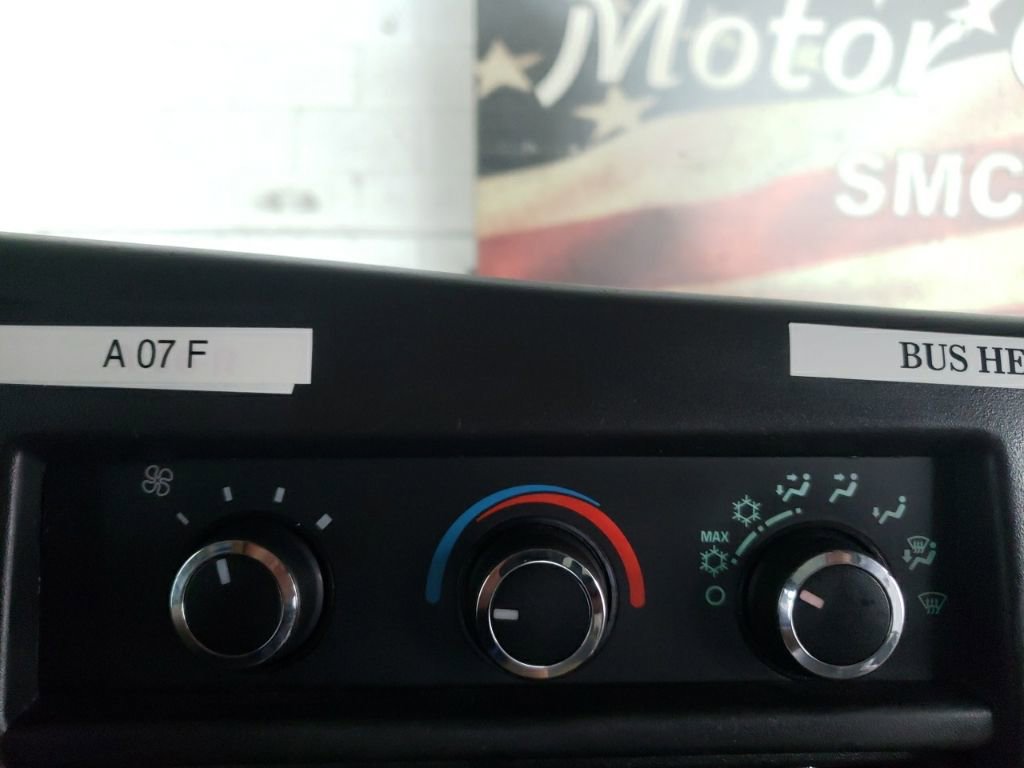 Motor
SMC
A 07 F
BUS HE
MAX